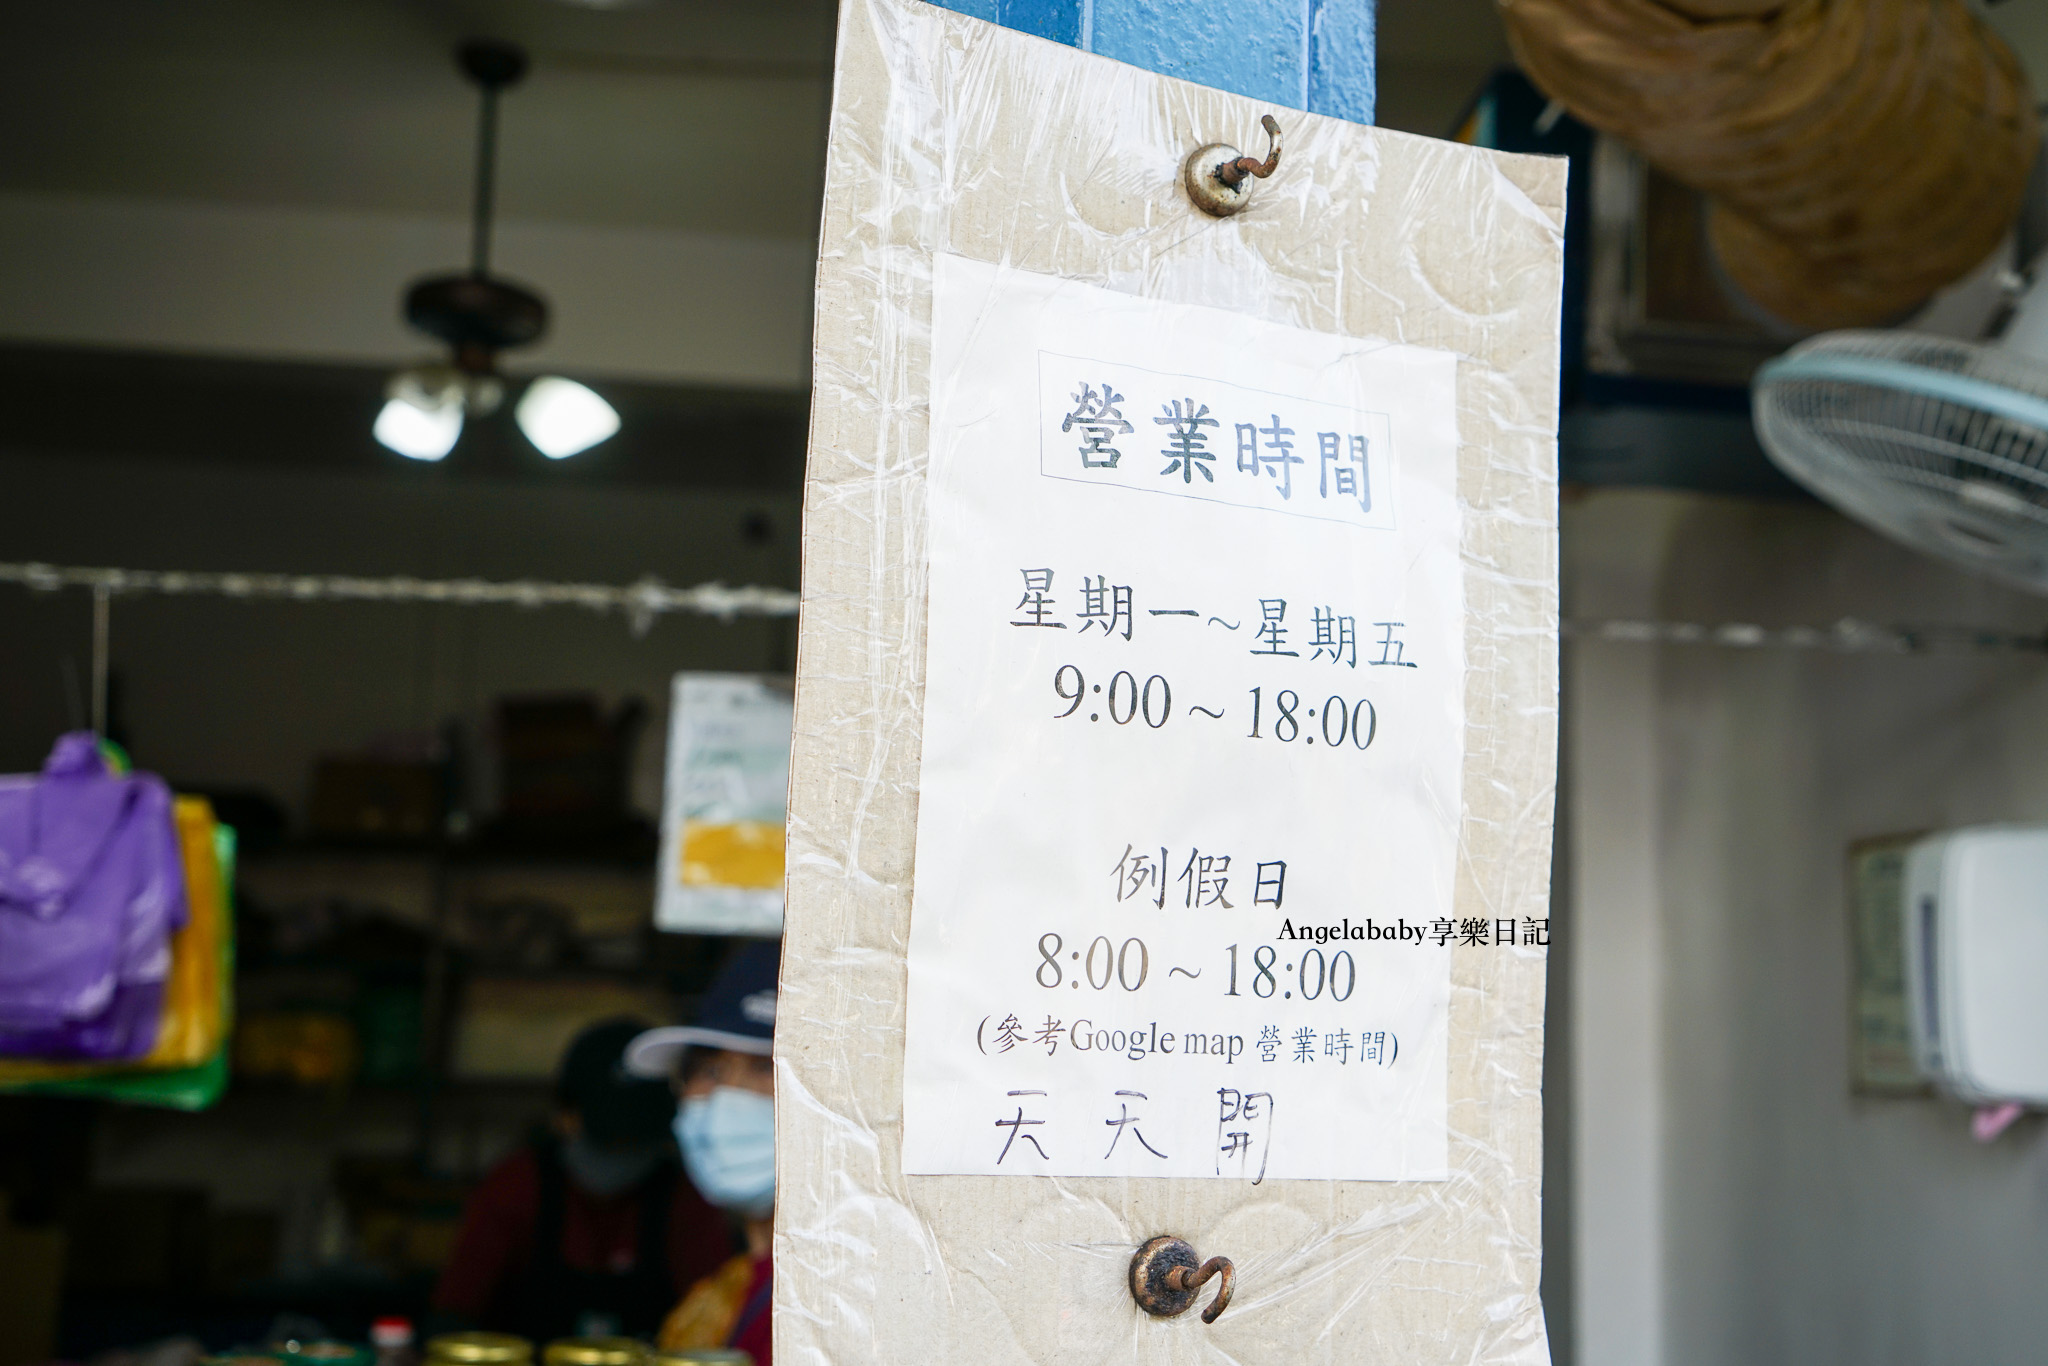 營業時間
星期一~星期五
9:00 ~ 18:00
例假日
Angelababy享樂日記
8:00 ~ 18:00
(參考Google map 營業時間)
天天開